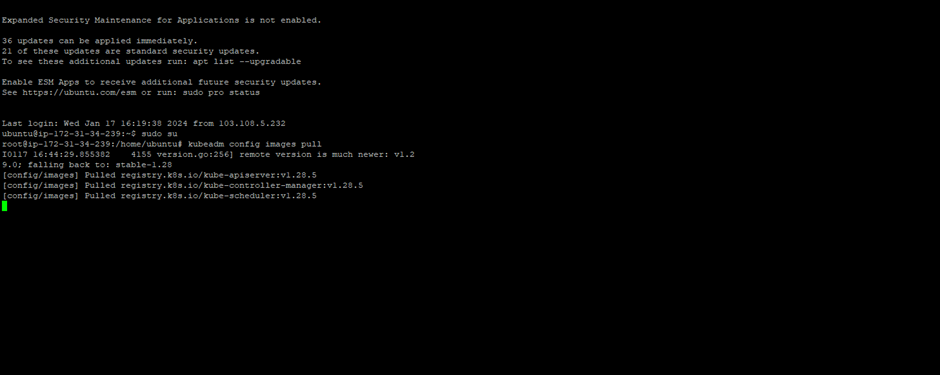 Expanded Security Maintenance for Applications is not enabled.
36 updates can be applied immediately.
21 of these updates are standard security updates.
To see these additional updates run: apt list --upgradable
Enable ESM Apps to receive additional future security updates.
See https://ubuntu.com/esm or run: sudo pro status
Last login: Wed Jan 17 16:19:38 2024 from 103.108.5.232
ubuntu@ip-172-31-34-239:~$ sudo su
root@ip-172-31-34-239:/home/ubuntu# kubeadm config images pull
I0117 16:44:29.855382    4155 version.go:256] remote version is much newer: v1.2
9.0; falling back to: stable-1.28
[config/images] Pulled registry.k8s.io/kube-apiserver:v1.28.5
[config/images] Pulled registry.k8s.io/kube-controller-manager:v1.28.5
[config/images] Pulled registry.k8s.io/kube-scheduler:v1.28.5